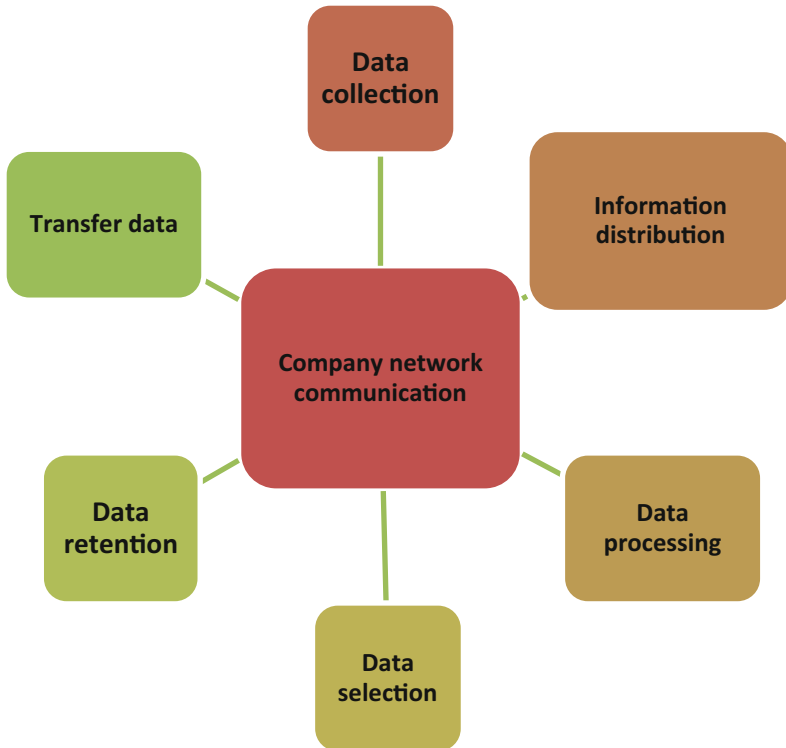 Data
collection
Transfer data
Information
distribution
Company network
communication
Data
retention
Data
processing
Data
selection